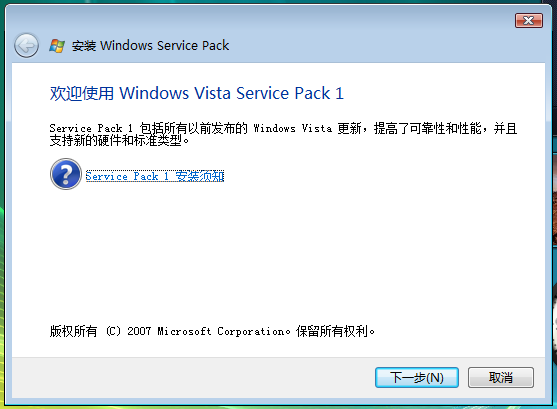 安装 Windows Service Pack
欢迎使用 Windows Vista Service Pack 1
Service Pack 1 包括所有以前发布的 Windows Vista 更新，提高了可靠性和性能，并且
支持新的硬件和标准类型。
Service Pack 1 安装须知
版权所有 (C) 2007 Microsoft Corporation。保留所有权利。
下一步(N)
取消